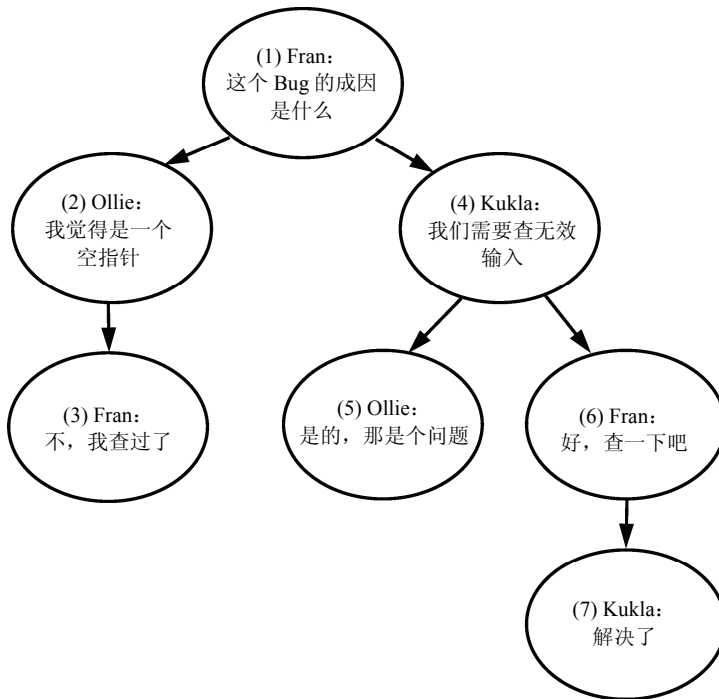 (1) Fran：
这个 Bug 的成因
是什么
(2) Ollie：
我觉得是一个
空指针
(4) Kukla：
我们需要查无效
输入
(3) Fran：
不，我查过了
(5) Ollie：
是的，那是个问题
(6) Fran：
好，查一下吧
(7) Kukla：
解决了